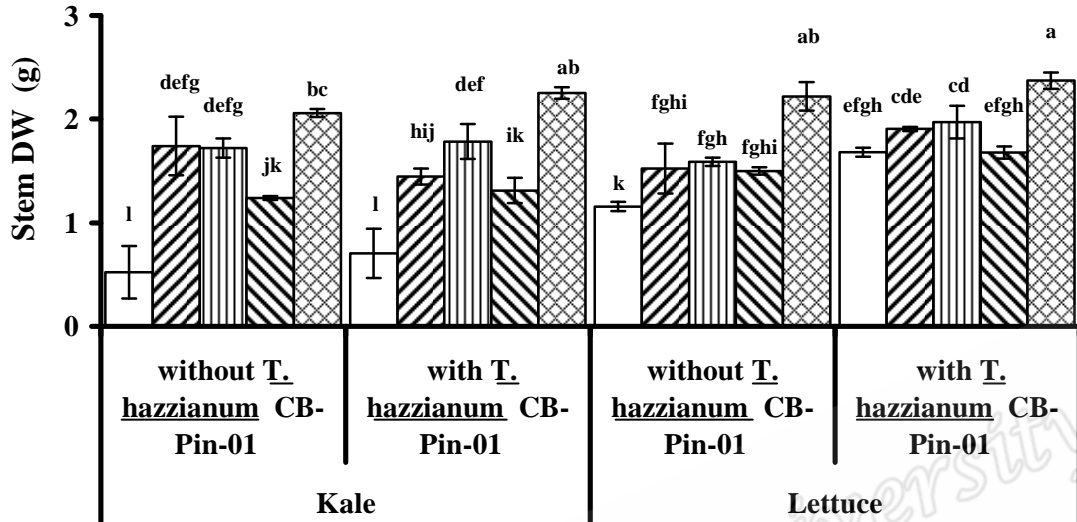 Stem DW (g)
3
2
1
0
l
defg
defg
jk
bc
l
hij
def
ik
ab
k
fghi
fgh
fghi
ab
efgh
cde
cd
efgh
a
without T.
hazzianum CB-
Pin-01
with T.
hazzianum CB-
Pin-01
without T.
hazzianum CB-
Pin-01
with T.
hazzianum CB-
Pin-01
Kale
Lettuce